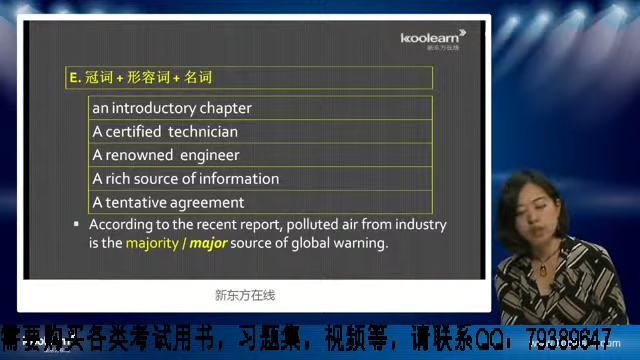 koolearn
新东方在线
E. 冠词 + 形容词 + 名词
an introductory chapter
A certified technician
A renowned engineer
A rich source of information
A tentative agreement
▪ According to the recent report, polluted air from industry
is the majority / major source of global warning.
新东方在线
需要购买各类考试用书，习题集，视频等，请联系QQ：79389647